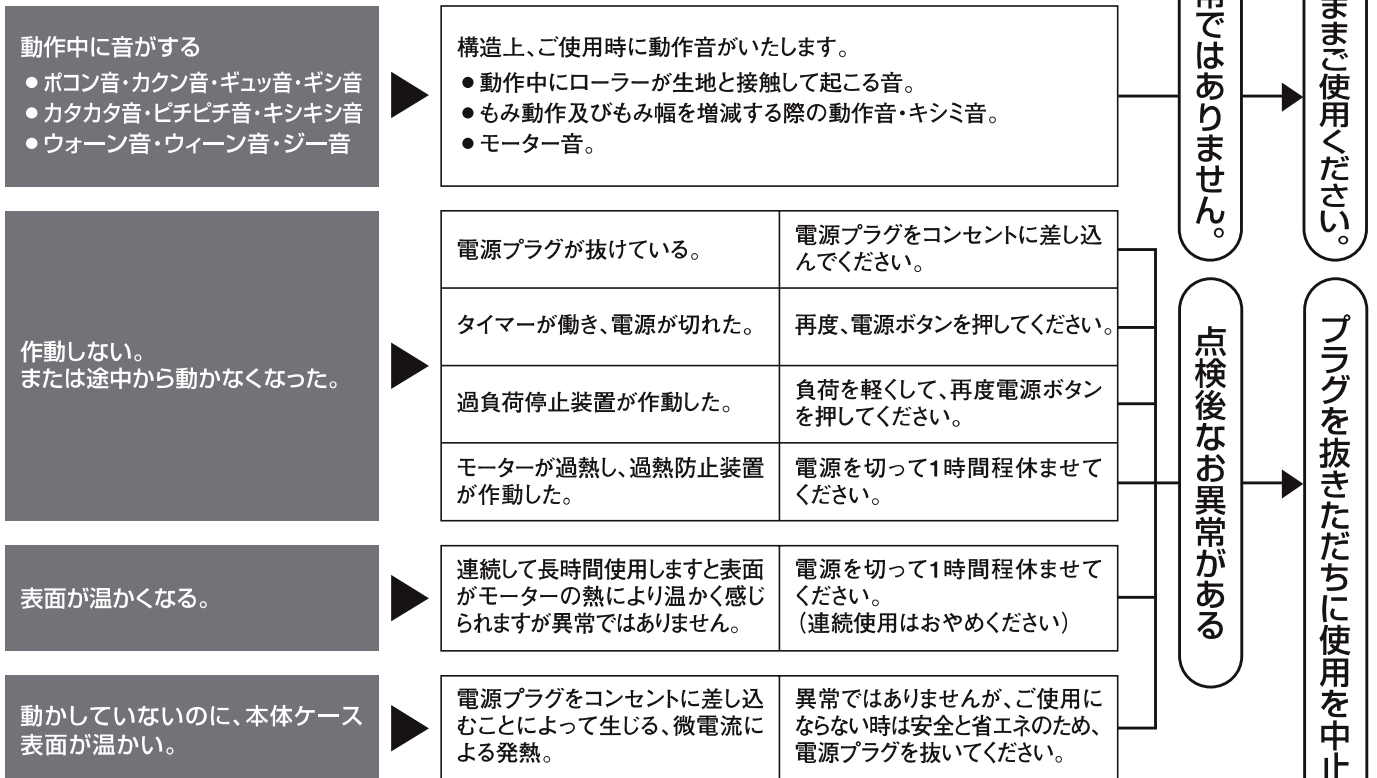 動作中に音がする
●ポコン音・カクン音・ギュッ音・ギシ音
●カタカタ音・ピチピチ音・キシキシ音
●ウォーン音・ウィーン音・ジー音
構造上、ご使用時に動作音がいたします。
●動作中にローラーが生地と接触して起こる音。
●もみ動作及びもみ幅を増減する際の動作音・キシミ音。
●モーター音。
ではありません。
ままご使用ください。
作動しない。
または途中から動かなくなった。
電源プラグが抜けている。
電源プラグをコンセントに差し込
んでください。
タイマーが働き、電源が切れた。
再度、電源ボタンを押してください。
過負荷停止装置が作動した。
負荷を軽くして、再度電源ボタン
を押してください。
モーターが過熱し、過熱防止装置
が作動した。
電源を切って1時間程休ませて
ください。
表面が温かくなる。
連続して長時間使用しますと表面
がモーターの熱により温かく感じ
られますが異常ではありません。
電源を切って1時間程休ませて
ください。
(連続使用はおやめください)
動かしていないのに、本体ケース
表面が温かい。
電源プラグをコンセントに差し込
むことによって生じる、微電流に
よる発熱。
異常ではありませんが、ご使用に
ならない時は安全と省エネのため、
電源プラグを抜いてください。
点検後なお異常がある
プラグを抜きただちに使用を中止